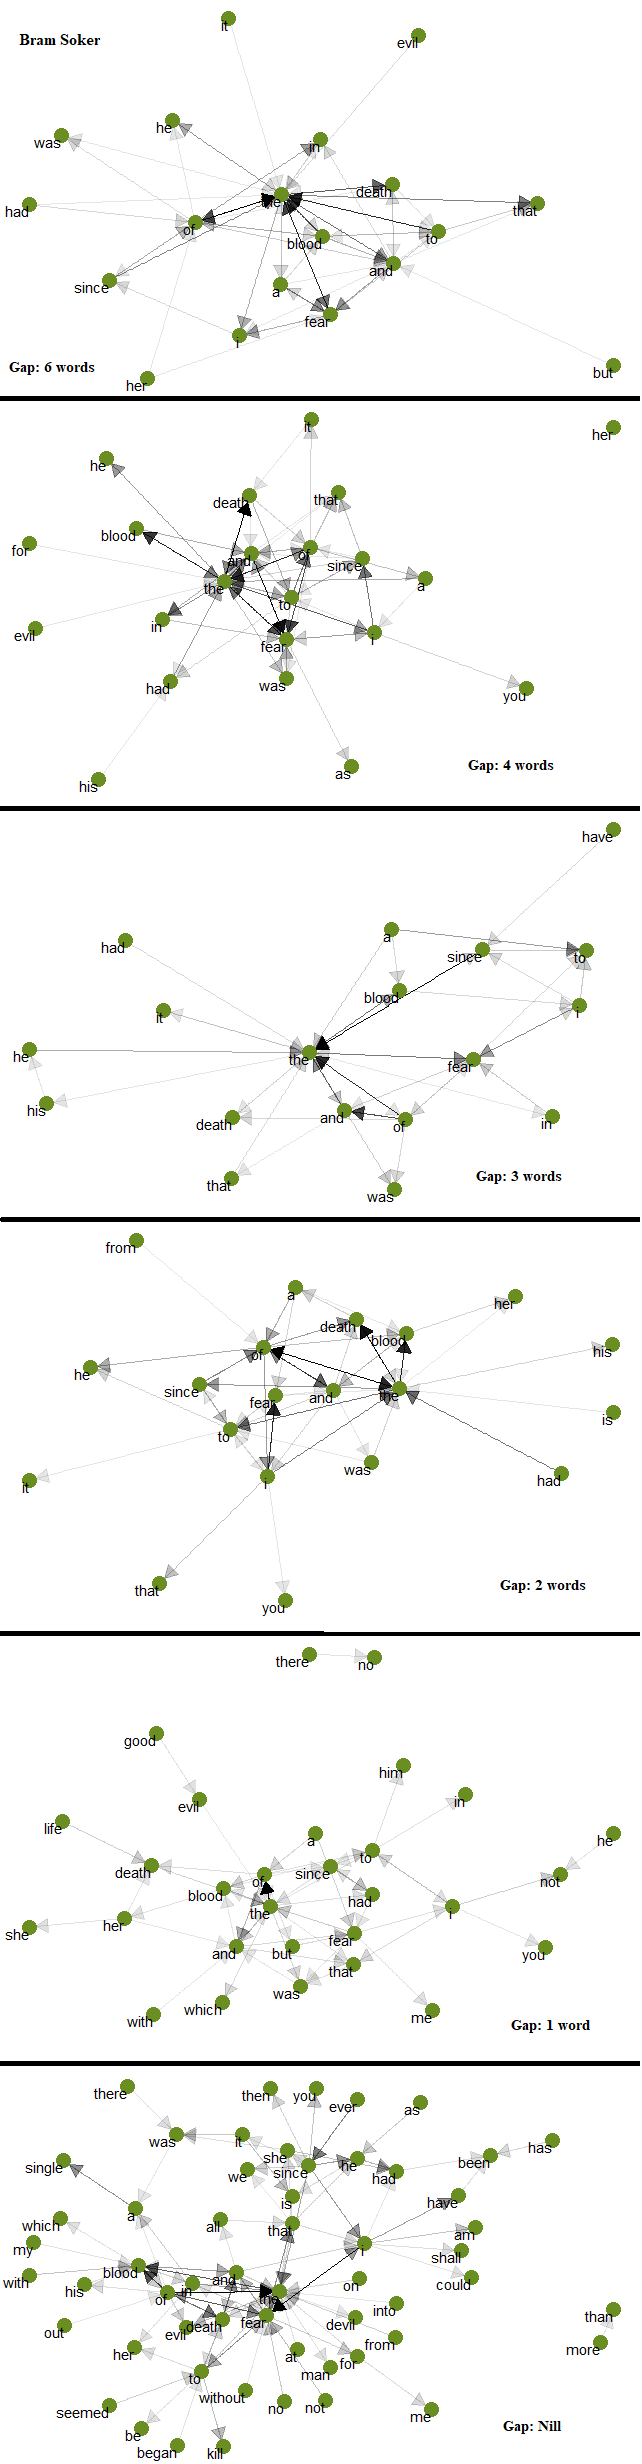 it
evil
Bram Soker
he
was
in
death
the
had
that
of
blood
to
and
since
a
fear
i
Gap: 6 words
but
her
it
her
he
death
that
blood
for
and
of
since
the
to
a
in
evil
fear
i
had
was
you
Gap: 4 words
as
his
have
a
had
since
to
blood
it
i
he
the
fear
his
and
death
of
in
that
Gap: 3 words
was
from
a
her
death
blood
of
his
he
since
fear
and
the
is
to
was
it
i
had
that
Gap: 2 words
you
there
no
good
him
evil
in
life
a
he
to
death
since
of
not
blood
had
the
her
i
she
fear
and
but
you
that
was
which
me
with
Gap: 1 word
there
then
you
ever
as
was
it
has
she
single
since
he
been
we
had
is
have
a
which
all
that
am
my
i
shall
blood
and
with
his
in
the
on
could
of
into
devil
than
out
evil
death
fear
from
her
more
at
for
to
man
without
seemed
no
not
me
be
Gap: Nill
began
kill